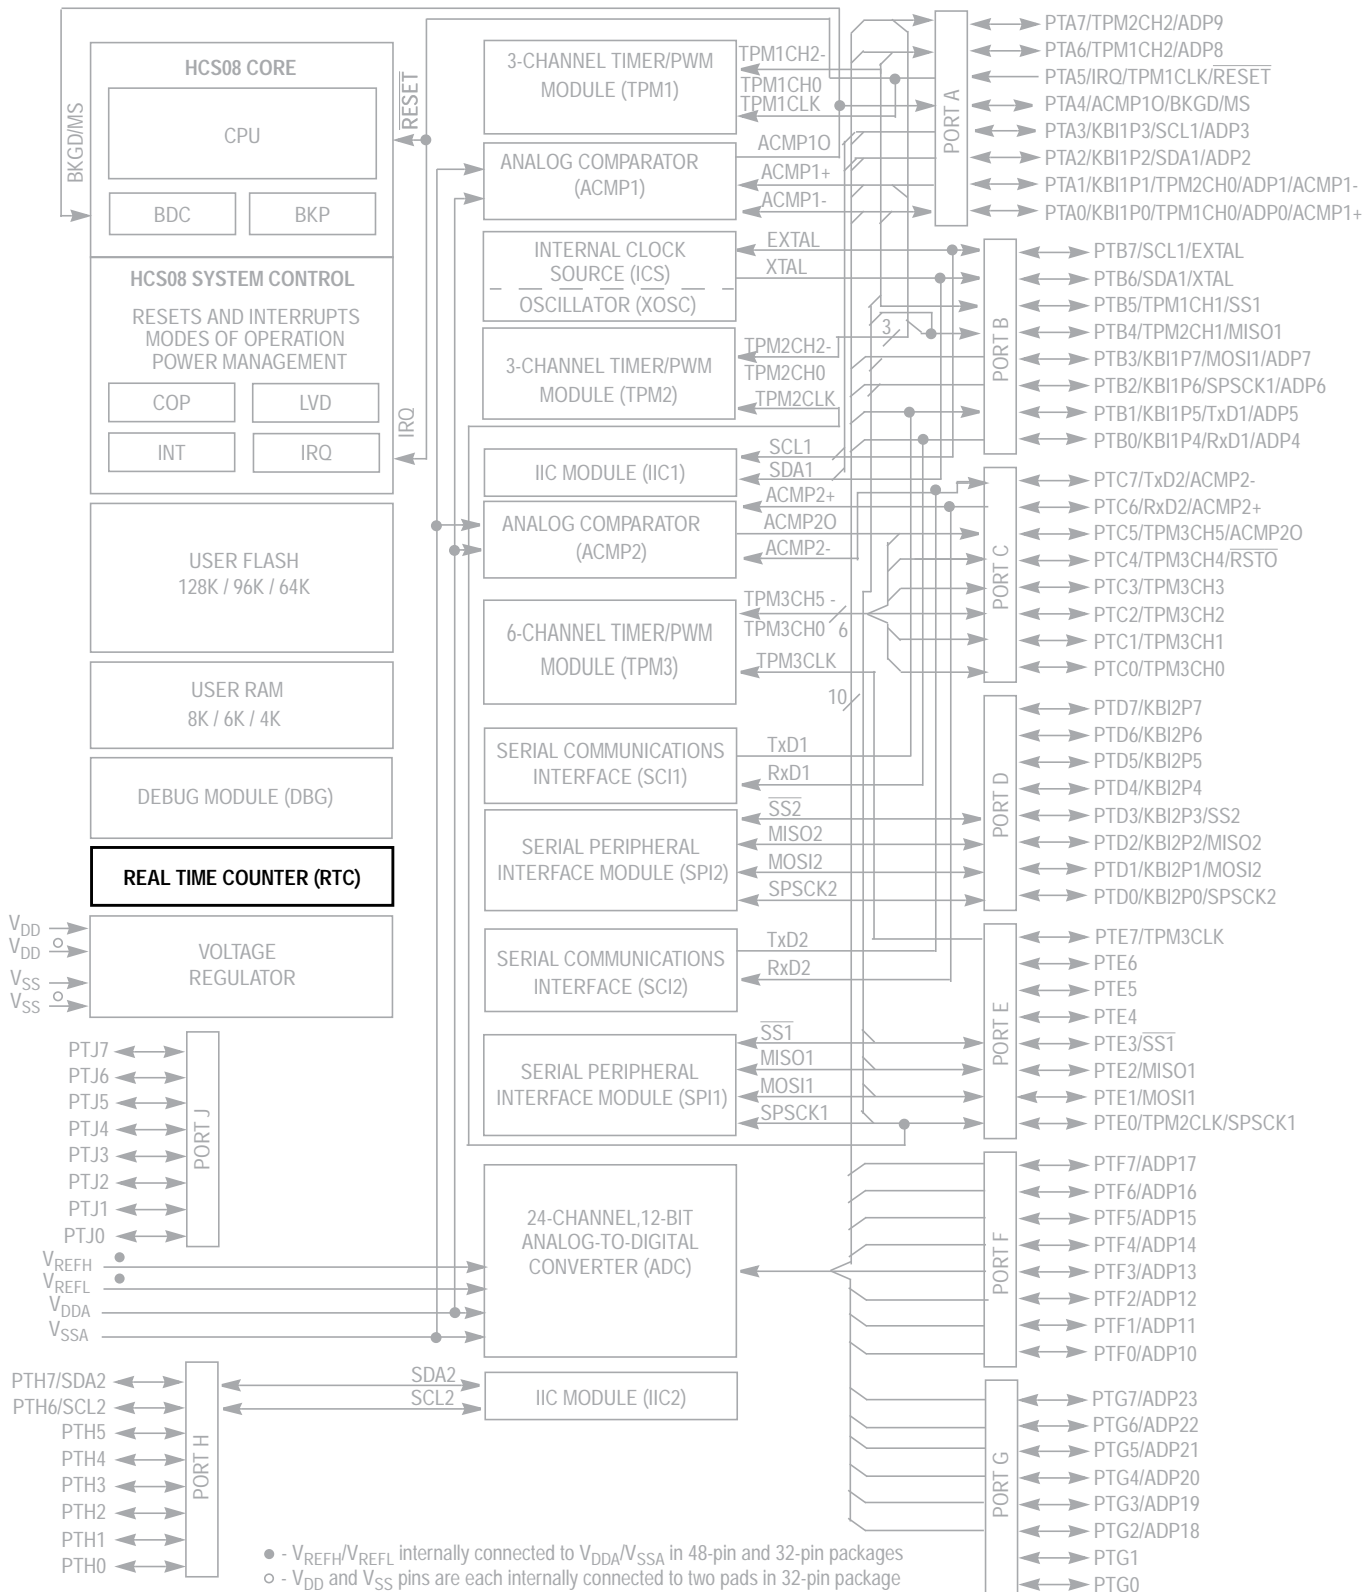 BKGD/MS
HCS08 CORE
CPU
BDC
BKP
RESET
HCS08 SYSTEM CONTROL
RESETS AND INTERRUPTS
MODES OF OPERATION
POWER MANAGEMENT
COP
LVD
INT
IRQ
IRQ
USER FLASH
128K / 96K / 64K
USER RAM
8K / 6K / 4K
DEBUG MODULE (DBG)
REAL TIME COUNTER (RTC)
VDD
VDD
VSS
VSS
VOLTAGE
REGULATOR
PTJ7
PTJ6
PTJ5
PTJ4
PTJ3
PTJ2
PTJ1
PTJ0
PORT J
VREFH
VREFL
VDDA
VSSA
PTH7/SDA2
PTH6/SCL2
PTH5
PTH4
PTH3
PTH2
PTH1
PTH0
PORT H
3-CHANNEL TIMER/PWM
MODULE (TPM1)
TPM1CH2-
TPM1CH0
TPM1CLK
ANALOG COMPARATOR
(ACMP1)
ACMP1O
ACMP1+
ACMP1-
INTERNAL CLOCK
SOURCE (ICS)
OSCILLATOR (XOSC)
EXTAL
XTAL
3-CHANNEL TIMER/PWM
MODULE (TPM2)
TPM2CH2-
TPM2CH0
TPM2CLK
3
IIC MODULE (IIC1)
SCL1
SDA1
ANALOG COMPARATOR
(ACMP2)
ACMP2+
ACMP2O
ACMP2-
6-CHANNEL TIMER/PWM
MODULE (TPM3)
TPM3CH5 -
TPM3CH0
6
TPM3CLK
10
SERIAL COMMUNICATIONS
INTERFACE (SCI1)
TxD1
RxD1
SERIAL PERIPHERAL
INTERFACE MODULE (SPI2)
SS2
MISO2
MOSI2
SPSCK2
SERIAL COMMUNICATIONS
INTERFACE (SCI2)
TxD2
RxD2
SERIAL PERIPHERAL
INTERFACE MODULE (SPI1)
SS1
MISO1
MOSI1
SPSCK1
24-CHANNEL,12-BIT
ANALOG-TO-DIGITAL
CONVERTER (ADC)
SDA2
SCL2
IIC MODULE (IIC2)
PORT A
PTA7/TPM2CH2/ADP9
PTA6/TPM1CH2/ADP8
PTA5/IRQ/TPM1CLK/RESET
PTA4/ACMP1O/BKGD/MS
PTA3/KBI1P3/SCL1/ADP3
PTA2/KBI1P2/SDA1/ADP2
PTA1/KBI1P1/TPM2CH0/ADP1/ACMP1-
PTA0/KBI1P0/TPM1CH0/ADP0/ACMP1+
PORT B
PTB7/SCL1/EXTAL
PTB6/SDA1/XTAL
PTB5/TPM1CH1/SS1
PTB4/TPM2CH1/MISO1
PTB3/KBI1P7/MOSI1/ADP7
PTB2/KBI1P6/SPSCK1/ADP6
PTB1/KBI1P5/TxD1/ADP5
PTB0/KBI1P4/RxD1/ADP4
PORT C
PTC7/TxD2/ACMP2-
PTC6/RxD2/ACMP2+
PTC5/TPM3CH5/ACMP2O
PTC4/TPM3CH4/RSTO
PTC3/TPM3CH3
PTC2/TPM3CH2
PTC1/TPM3CH1
PTC0/TPM3CH0
PORT D
PTD7/KBI2P7
PTD6/KBI2P6
PTD5/KBI2P5
PTD4/KBI2P4
PTD3/KBI2P3/SS2
PTD2/KBI2P2/MISO2
PTD1/KBI2P1/MOSI2
PTD0/KBI2P0/SPSCK2
PORT E
PTE7/TPM3CLK
PTE6
PTE5
PTE4
PTE3/SS1
PTE2/MISO1
PTE1/MOSI1
PTE0/TPM2CLK/SPSCK1
PORT F
PTF7/ADP17
PTF6/ADP16
PTF5/ADP15
PTF4/ADP14
PTF3/ADP13
PTF2/ADP12
PTF1/ADP11
PTF0/ADP10
PORT G
PTG7/ADP23
PTG6/ADP22
PTG5/ADP21
PTG4/ADP20
PTG3/ADP19
PTG2/ADP18
PTG1
PTG0
● - VREFH/VREFL internally connected to VDDA/VSSA in 48-pin and 32-pin packages
○ - VDD and VSS pins are each internally connected to two pads in 32-pin package